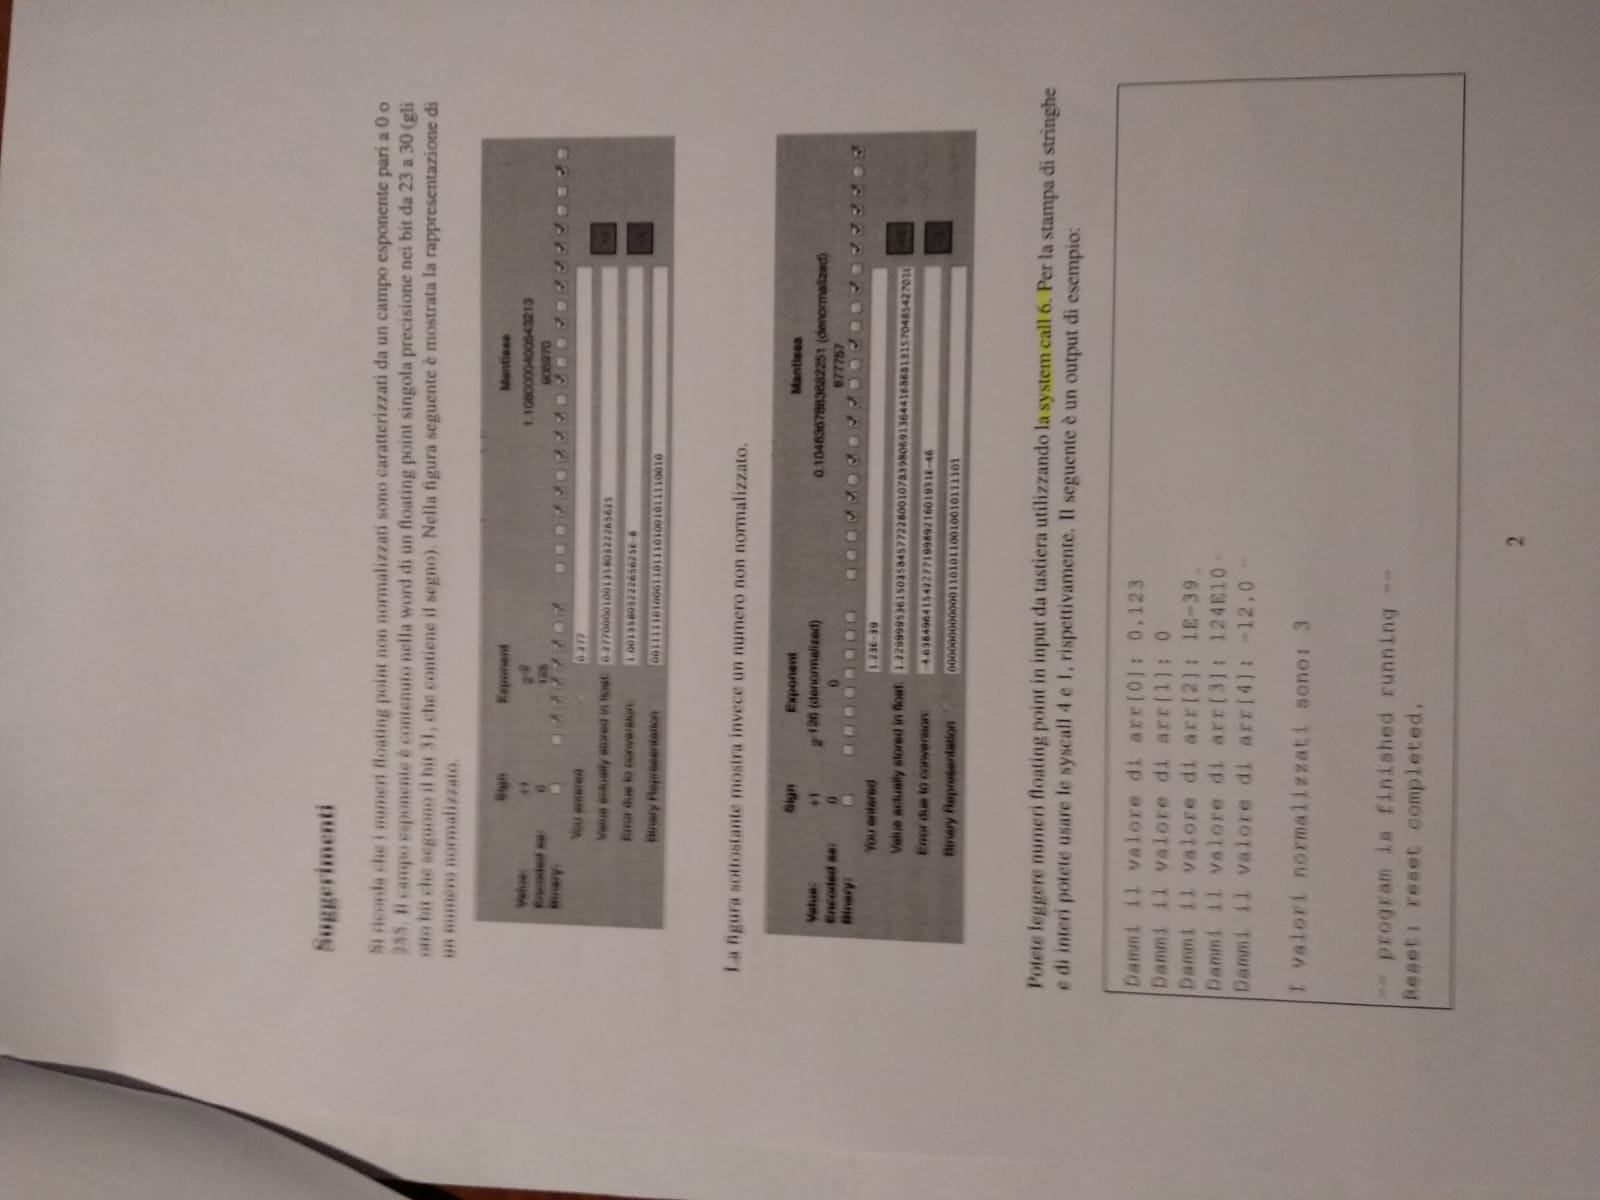 Suggerimenti
Si ricorda che i numeri floating point non normalizzati sono caratterizzati da un campo esponente pari a 0 o
255. Il campo esponente è contenuto nella word di un floating point singola precisione nei bit da 23 a 30 (gli
otto bit che seguono il bit 31, che contiene il segno). Nella figura seguente è mostrata la rappresentazione di
un numero normalizzato.
Sign Exponent Mantissa
Value: +1 2-2 1.1080000400543213
Encoded as: 0 125 905970
Binary:
You entered 0.277
Value actually stored in float: 0.277000010013580322265625
Error due to conversion: 1.0013580322265625E-8
Binary Representation 00111110100011011101001011110010
La figura sottostante mostra invece un numero non normalizzato.
Sign Exponent Mantissa
Value: +1 2-126 (denormalized) 0.1046367883682251 (denormalized)
Encoded as: 0 0 877757
Binary:
You entered 1.23E-39
Value actually stored in float:
Error due to conversion:
Binary Representation 00000000000011010110010010111101
Potete leggere numeri floating point in input da tastiera utilizzando la system call 6. Per la stampa di stringhe
e di interi potete usare le syscall 4 e 1, rispettivamente. Il seguente è un output di esempio:
Dammi il valore di arr[0]: 0.123
Dammi il valore di arr[1]: 0
Dammi il valore di arr[2]: 1E-39
Dammi il valore di arr[3]: 124E10
Dammi il valore di arr[4]: -12.0
I valori normalizzati sono: 3
-- program is finished running --
Reset: reset completed.
2